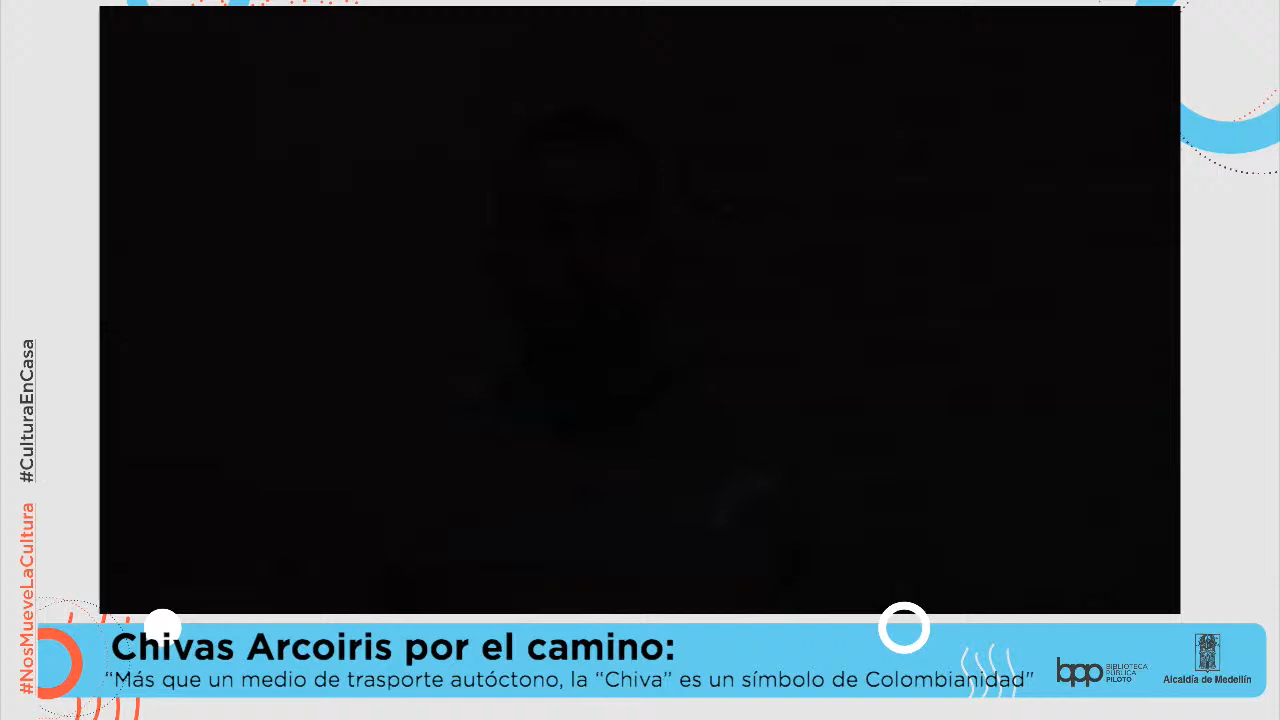 #CulturaEnCasa
#NosMueveLaCultura
Chivas Arcoiris por el camino:
“Más que un medio de trasporte autóctono, la “Chiva” es un símbolo de Colombianidad"
bpp BIBLIOTECA
PÚBLICA
PILOTO
Alcaldía de Medellín